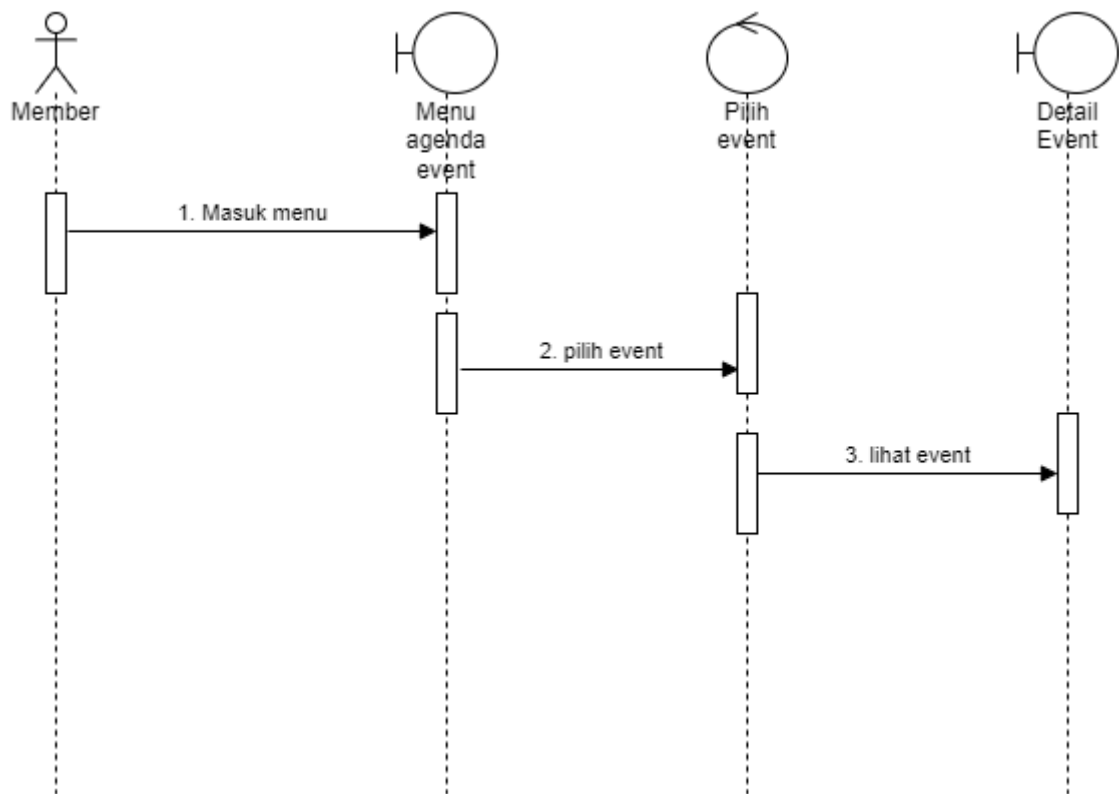 Member
Menu
agenda
event
Pilih
event
Detail
Event
1. Masuk menu
2. pilih event
3. lihat event